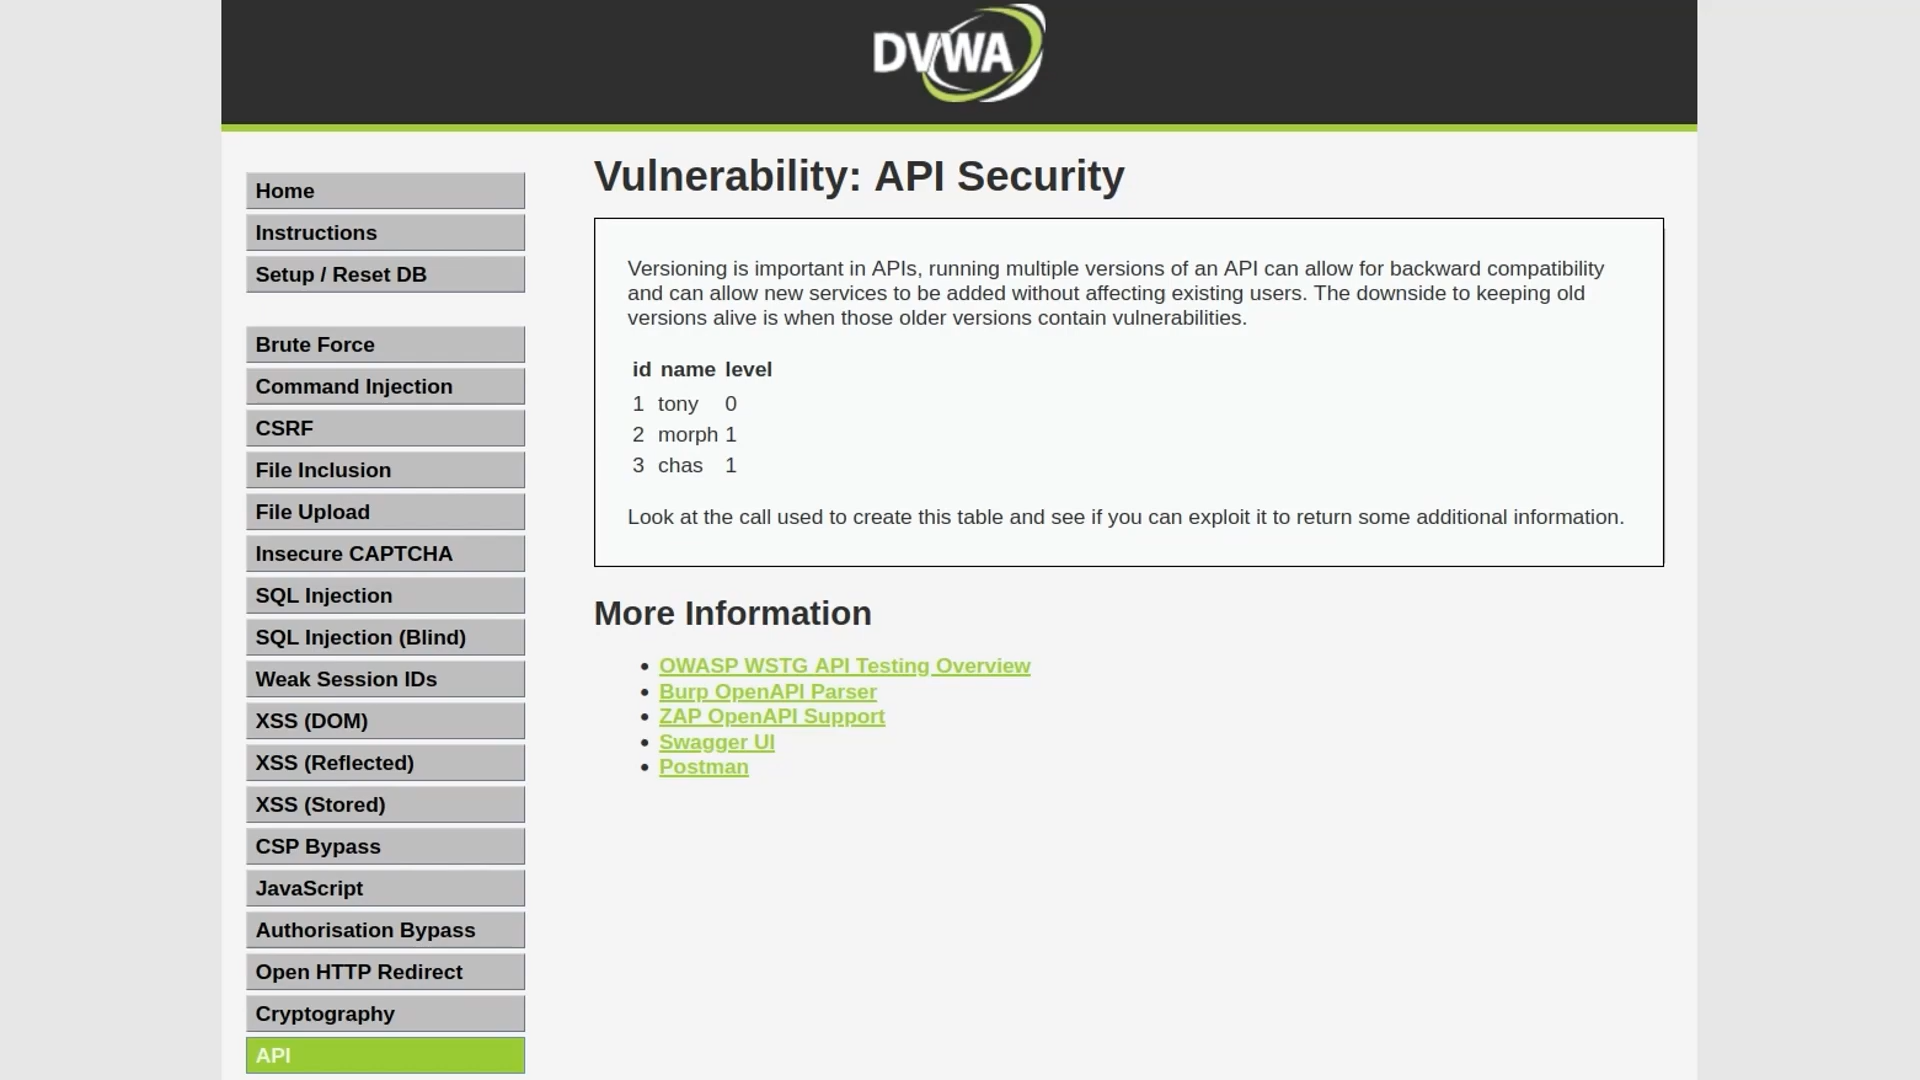 DVWA
Home
Instructions
Setup / Reset DB
Brute Force
Command Injection
CSRF
File Inclusion
File Upload
Insecure CAPTCHA
SQL Injection
SQL Injection (Blind)
Weak Session IDs
XSS (DOM)
XSS (Reflected)
XSS (Stored)
CSP Bypass
JavaScript
Authorisation Bypass
Open HTTP Redirect
Cryptography
API
Vulnerability: API Security
Versioning is important in APIs, running multiple versions of an API can allow for backward compatibility
and can allow new services to be added without affecting existing users. The downside to keeping old
versions alive is when those older versions contain vulnerabilities.
id name level
1 tony 0
2 morph 1
3 chas 1
Look at the call used to create this table and see if you can exploit it to return some additional information.
More Information
• OWASP WSTG API Testing Overview
• Burp OpenAPI Parser
• ZAP OpenAPI Support
• Swagger UI
• Postman